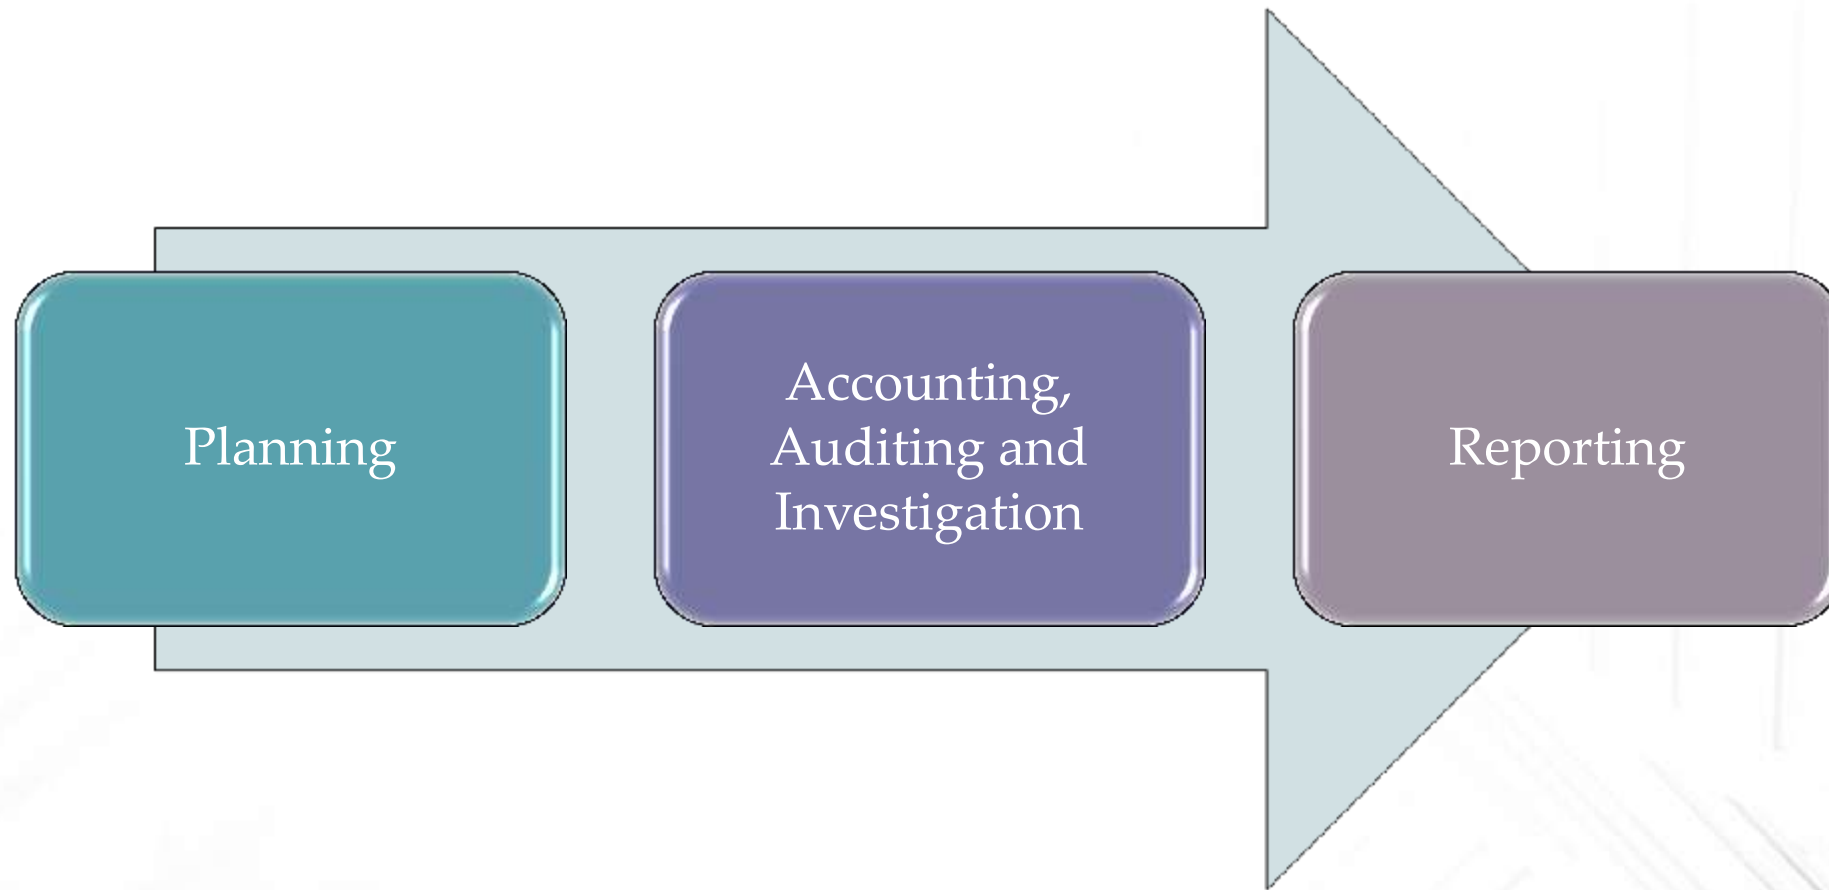 Planning
Accounting,
Auditing and
Investigation
Reporting